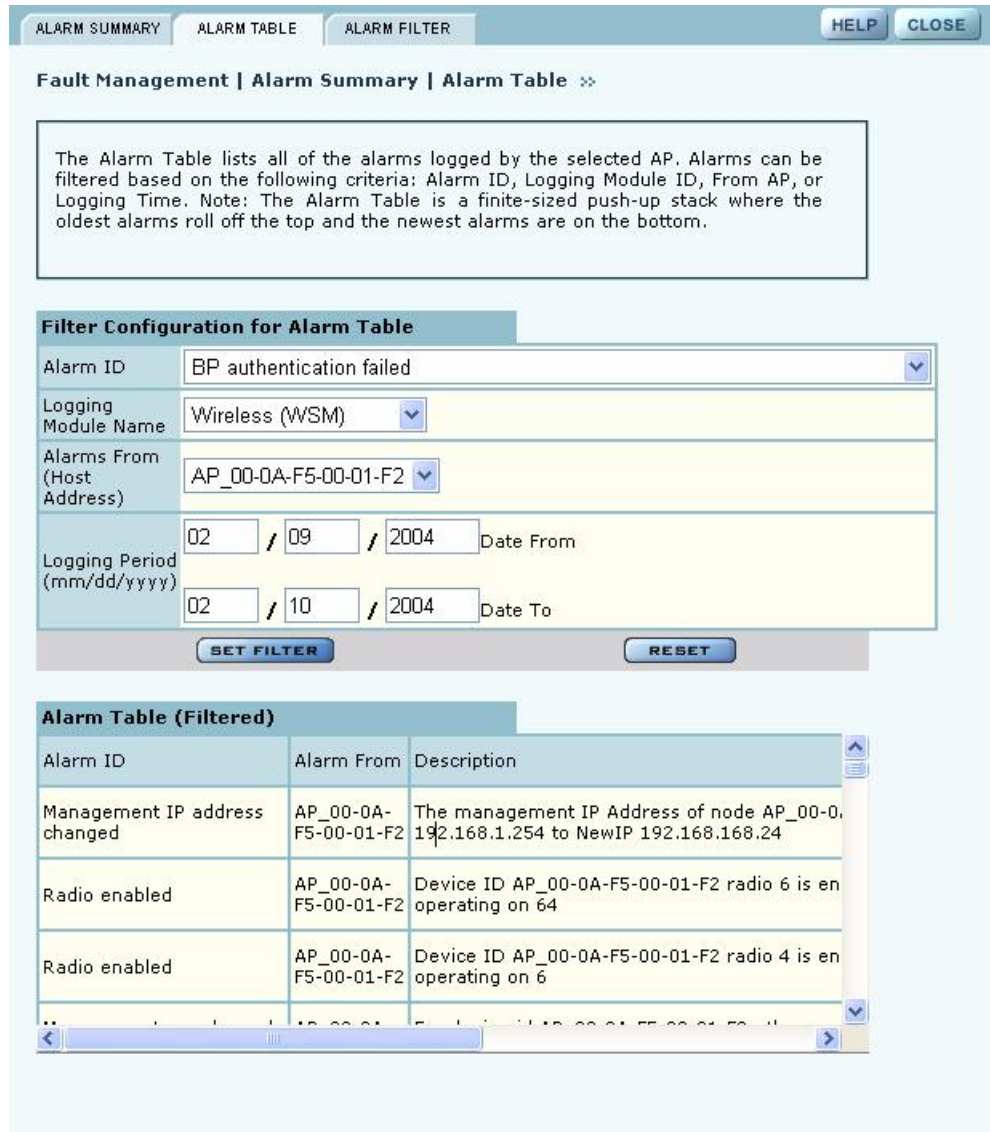 ALARM SUMMARY
ALARM TABLE
ALARM FILTER
HELP
CLOSE
Fault Management | Alarm Summary | Alarm Table »
The Alarm Table lists all of the alarms logged by the selected AP. Alarms can be
filtered based on the following criteria: Alarm ID, Logging Module ID, From AP, or
Logging Time. Note: The Alarm Table is a finite-sized push-up stack where the
oldest alarms roll off the top and the newest alarms are on the bottom.
Filter Configuration for Alarm Table
Alarm ID
BP authentication failed
Logging
Module Name
Wireless (WSM)
Alarms From
(Host
Address)
AP_00-0A-F5-00-01-F2
Logging Period
(mm/dd/yyyy)
02 / 09 / 2004 Date From
02 / 10 / 2004 Date To
SET FILTER
RESET
Alarm Table (Filtered)
Alarm ID
Alarm From
Description
Management IP address
changed
AP_00-0A-
F5-00-01-F2
The management IP Address of node AP_00-0
192.168.1.254 to NewIP 192.168.168.24
Radio enabled
AP_00-0A-
F5-00-01-F2
Device ID AP_00-0A-F5-00-01-F2 radio 6 is en
operating on 64
Radio enabled
AP_00-0A-
F5-00-01-F2
Device ID AP_00-0A-F5-00-01-F2 radio 4 is en
operating on 6